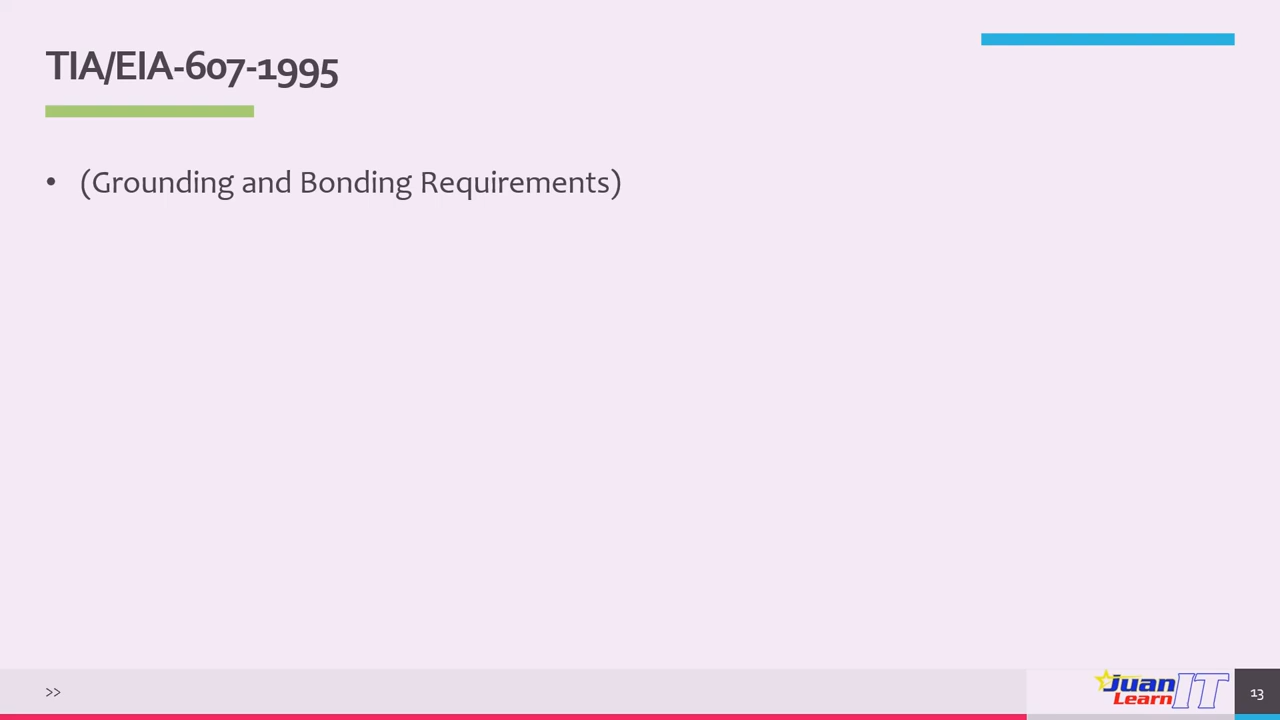 TIA/EIA-607-1995
• (Grounding and Bonding Requirements)
>>
Juan
Learn IT
13